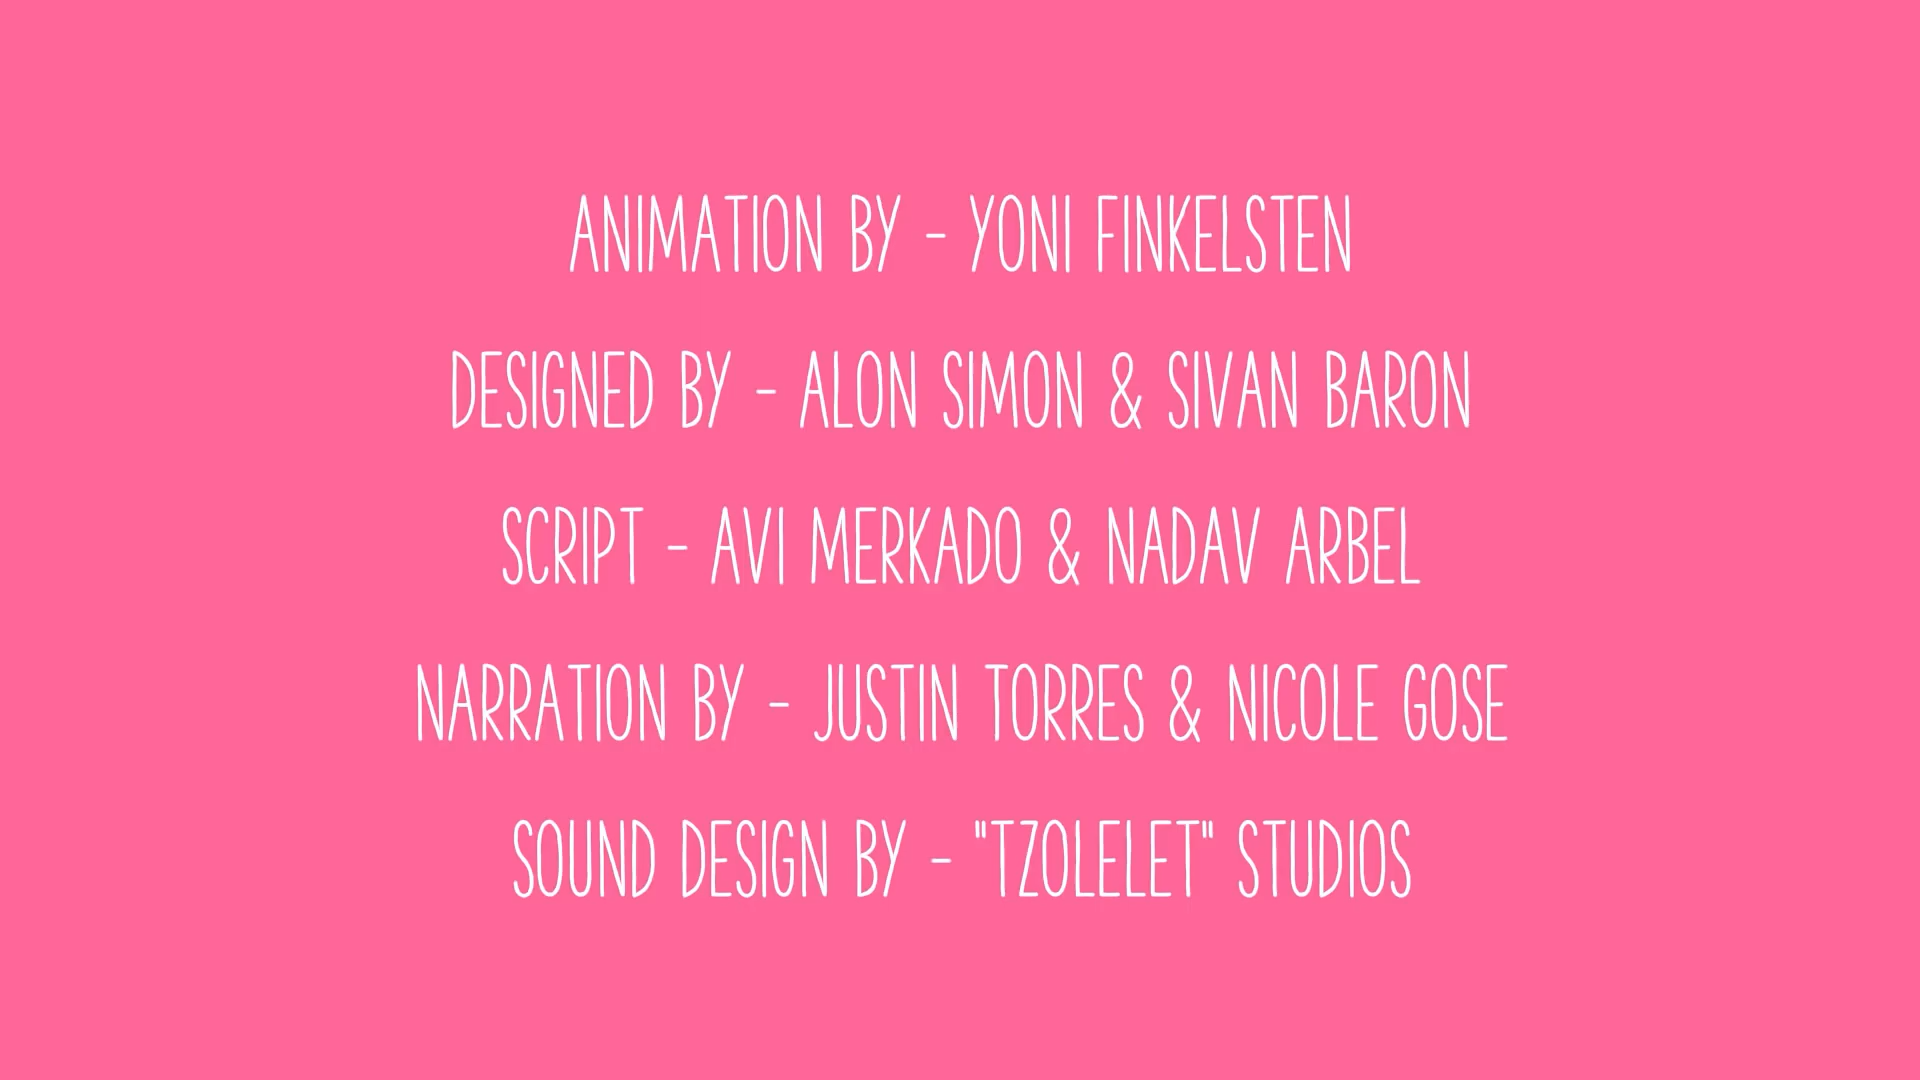 ANIMATION BY - YONI FINKELSTEN
DESIGNED BY - ALON SIMON & SIVAN BARON
SCRIPT - AVI MERKADO & NADAV ARBEL
NARRATION BY - JUSTIN TORRES & NICOLE GOSE
SOUND DESIGN BY - "TZOLELET" STUDIOS